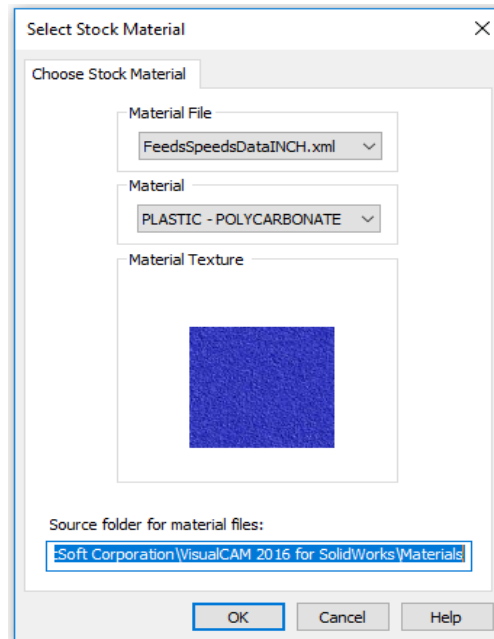 Select Stock Material
Choose Stock Material
Material File
FeedsSpeedsDataINCH.xml
Material
PLASTIC - POLYCARBONATE
Material Texture
Source folder for material files:
Soft Corporation\VisualCAM 2016 for SolidWorks\Materials
OK Cancel Help